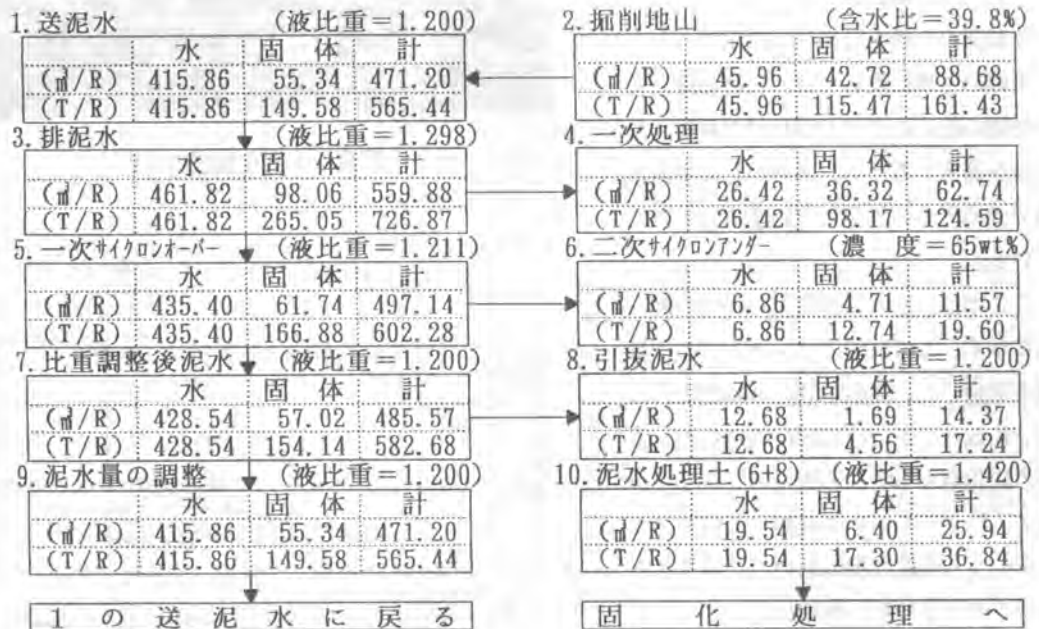 1. 送泥水 (液比重=1.200)
水 固体 計
(㎥/R) 415.86 55.34 471.20
(T/R) 415.86 149.58 565.44
2. 掘削地山 (含水比=39.8%)
水 固体 計
(㎥/R) 45.96 42.72 88.68
(T/R) 45.96 115.47 161.43
3. 排泥水 (液比重=1.298)
水 固体 計
(㎥/R) 461.82 98.06 559.88
(T/R) 461.82 265.05 726.87
4. 一次処理
水 固体 計
(㎥/R) 26.42 36.32 62.74
(T/R) 26.42 98.17 124.59
5. 一次サイクロンオーバー (液比重=1.211)
水 固体 計
(㎥/R) 435.40 61.74 497.14
(T/R) 435.40 166.88 602.28
6. 二次サイクロンアンダー (濃度=65wt%)
水 固体 計
(㎥/R) 6.86 4.71 11.57
(T/R) 6.86 12.74 19.60
7. 比重調整後泥水 (液比重=1.200)
水 固体 計
(㎥/R) 428.54 57.02 485.57
(T/R) 428.54 154.14 582.68
8. 引抜泥水 (液比重=1.200)
水 固体 計
(㎥/R) 12.68 1.69 14.37
(T/R) 12.68 4.56 17.24
9. 泥水量の調整 (液比重=1.200)
水 固体 計
(㎥/R) 415.86 55.34 471.20
(T/R) 415.86 149.58 565.44
10. 泥水処理土(6+8) (液比重=1.420)
水 固体 計
(㎥/R) 19.54 6.40 25.94
(T/R) 19.54 17.30 36.84
1の送泥水に戻る
固化処理へ